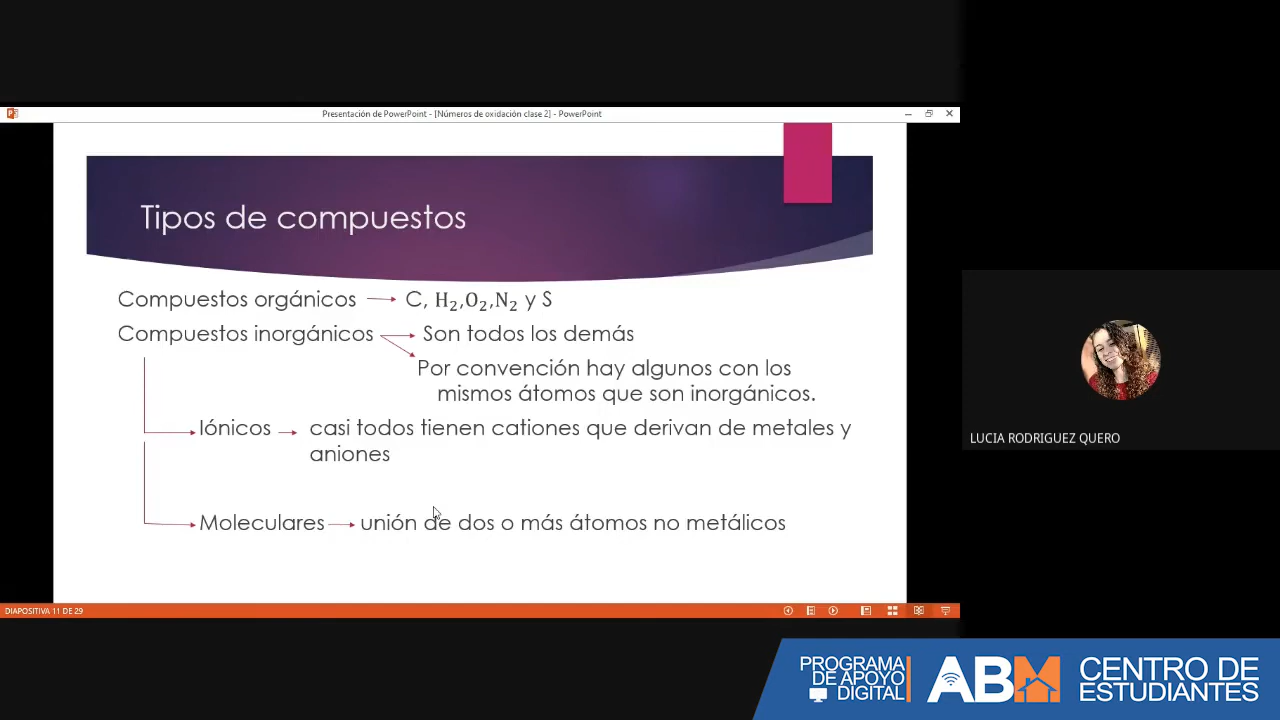 Presentación de PowerPoint - [Números de oxidación clase 2] - PowerPoint
Tipos de compuestos
Compuestos orgánicos → C, H₂,O₂,N₂ y S
Compuestos inorgánicos → Son todos los demás
Por convención hay algunos con los
mismos átomos que son inorgánicos.
Iónicos → casi todos tienen cationes que derivan de metales y
aniones
Moleculares → unión de dos o más átomos no metálicos
DIAPOSITIVA 11 DE 29
LUCIA RODRIGUEZ QUERO
PROGRAMA
DE APOYO
DIGITAL
ABM
CENTRO DE
ESTUDIANTES